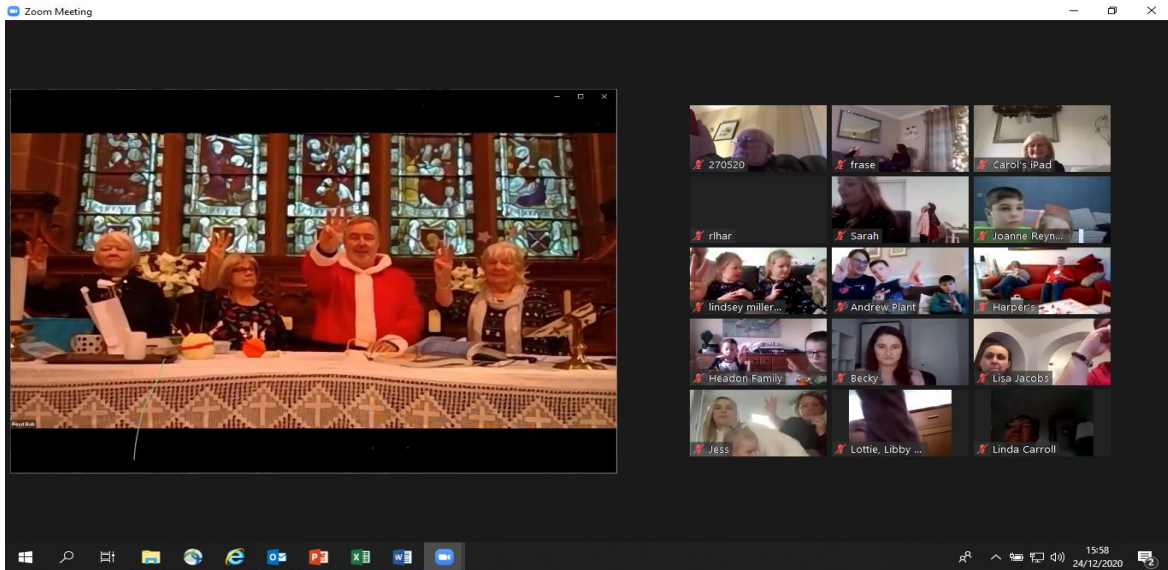 Zoom Meeting
270520
frase
Carol's iPad
rlhar
Sarah
Joanne Reyn...
lindsey miller...
Andrew Plant
Harper's
Headon Family
Becky
Lisa Jacobs
Jess
Lottie, Libby ...
Linda Carroll
15:58
24/12/2020
2